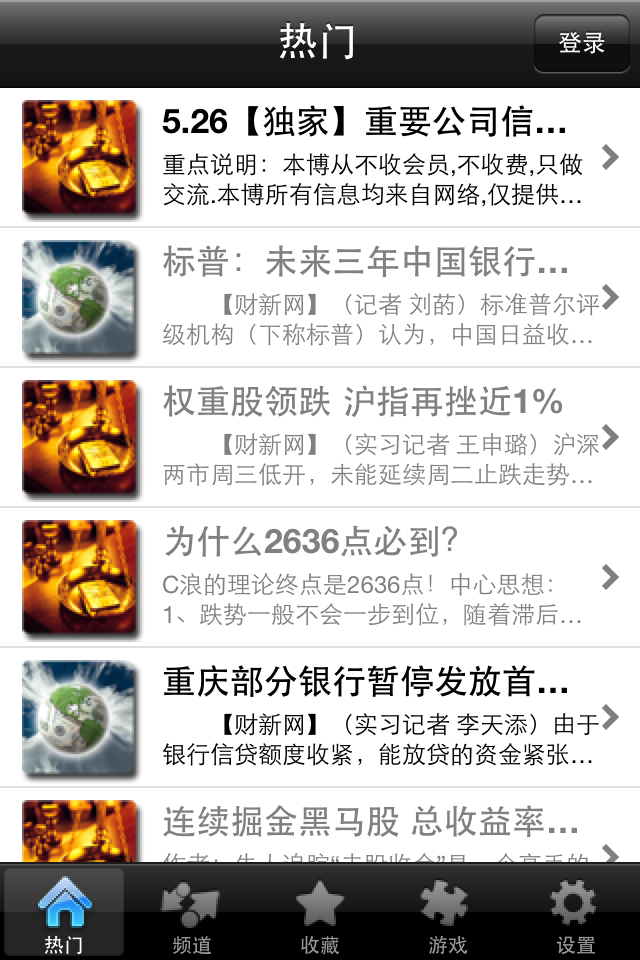 热门
登录
5.26【独家】重要公司信...
重点说明：本博从不收会员,不收费,只做
交流.本博所有信息均来自网络,仅提供...
标普：未来三年中国银行...
【财新网】（记者 刘荺）标准普尔评
级机构（下称标普）认为，中国日益收...
权重股领跌 沪指再挫近1%
【财新网】（实习记者 王申璐）沪深
两市周三低开，未能延续周二止跌走势...
为什么2636点必到？
C浪的理论终点是2636点！中心思想：
1、跌势一般不会一步到位，随着滞后...
重庆部分银行暂停发放首...
【财新网】（实习记者 李天添）由于
银行信贷额度收紧，能放贷的资金紧张...
连续掘金黑马股 总收益率...
热门
频道
收藏
游戏
设置